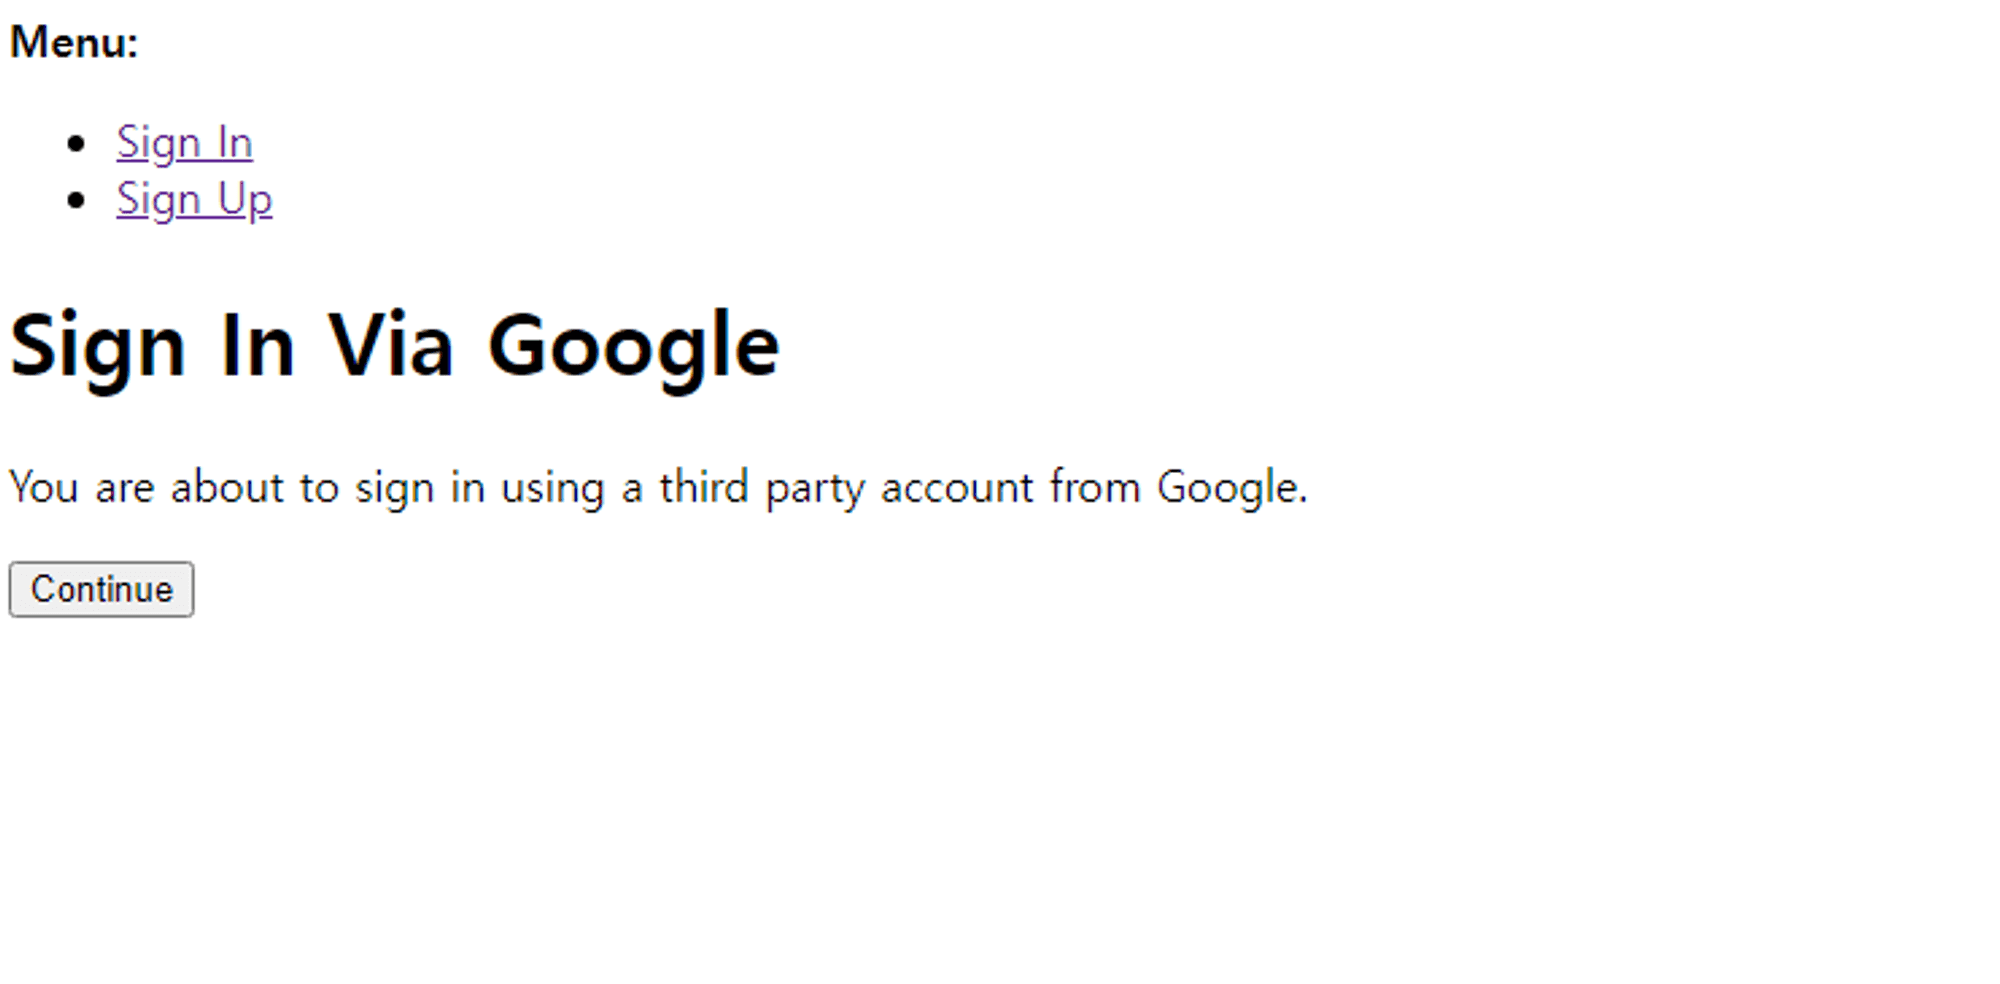 Menu:
Sign In
Sign Up
Sign In Via Google
You are about to sign in using a third party account from Google.
Continue